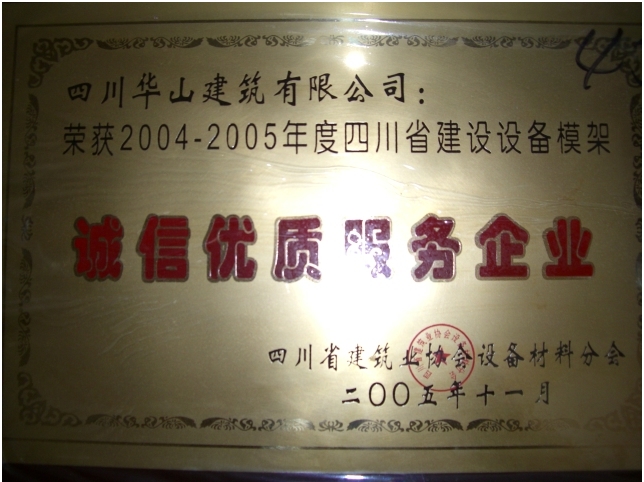 四川华山建筑有限公司：
荣获2004-2005年度四川省建设设备模架
诚信优质服务企业
四川省建筑业协会设备材料分会
二〇〇五年十一月